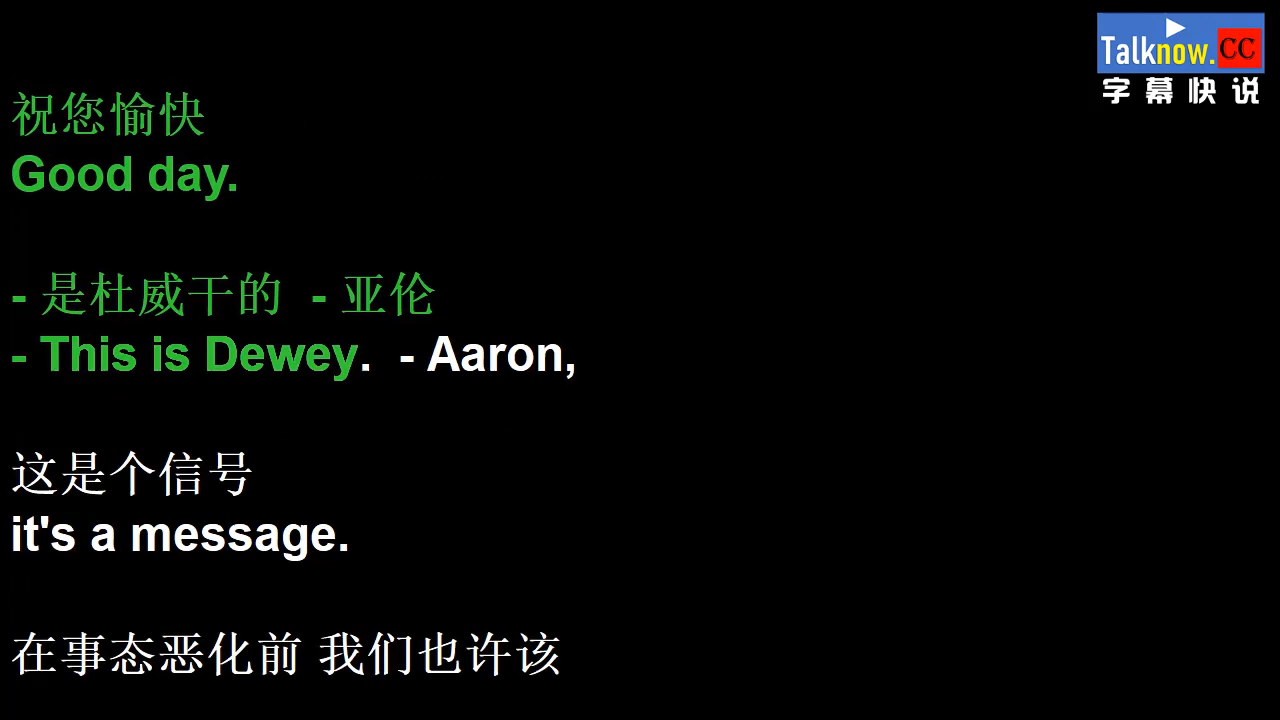 Talknow.CC
字幕快说
祝您愉快
Good day.
- 是杜威干的  - 亚伦
- This is Dewey.  - Aaron,
这是个信号
it's a message.
在事态恶化前 我们也许该